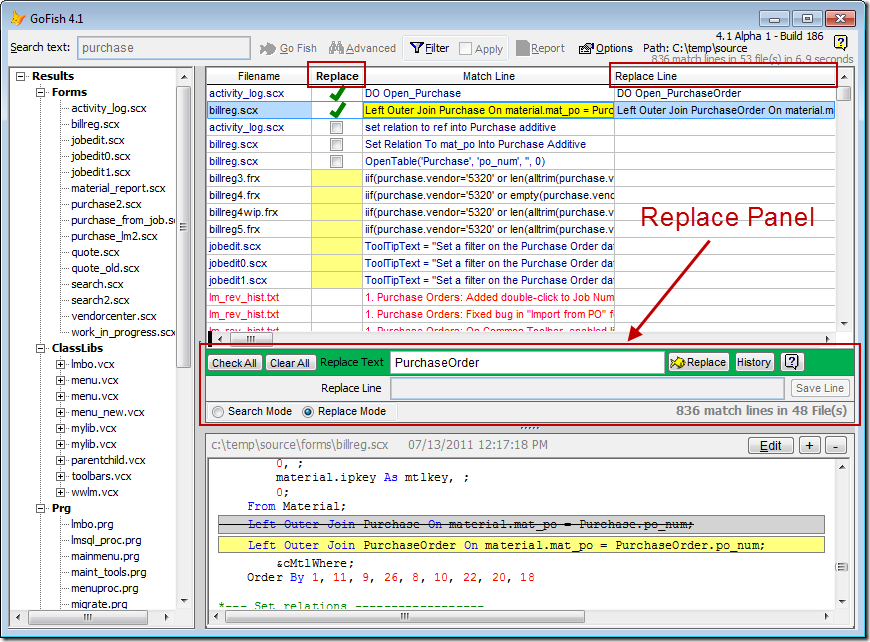 GoFish 4.1
4.1 Alpha 1 - Build 186
Search text: purchase Go Fish Advanced Filter Apply Report Options Path: C:\temp\source
836 match lines in 53 file(s) in 6.9 seconds
Results
Forms
activity_log.scx
billreg.scx
jobedit.scx
jobedit0.scx
jobedit1.scx
material_report.scx
purchase2.scx
purchase_from_job.sc
purchase_lm2.scx
quote.scx
quote_old.scx
search.scx
search2.scx
vendorcenter.scx
work_in_progress.scx
ClassLibs
lmbo.vcx
menu.vcx
menu.vcx
menu_new.vcx
mylib.vcx
mylib.vcx
parentchild.vcx
toolbars.vcx
wwlm.vcx
Prg
lmbo.prg
lmsql_proc.prg
mainmenu.prg
maint_tools.prg
menuproc.prg
migrate.prg
Filename Replace Match Line Replace Line
activity_log.scx DO Open_Purchase DO Open_PurchaseOrder
billreg.scx Left Outer Join Purchase On material.mat_po = Purc Left Outer Join PurchaseOrder On material.m
activity_log.scx set relation to ref into Purchase additive
billreg.scx Set Relation To mat_po Into Purchase Additive
billreg.scx OpenTable('Purchase', 'po_num', '', 0)
billreg3.frx iif(purchase.vendor='5320' or len(alltrim(purchase.v
billreg4.frx iif(purchase.vendor='5320' or empty(purchase.venc
billreg4wip.frx iif(purchase.vendor='5320' or len(alltrim(purchase.v
billreg5.frx iif(purchase.vendor='5320' or len(alltrim(purchase.v
jobedit.scx ToolTipText = "Set a filter on the Purchase Order da
jobedit0.scx ToolTipText = "Set a filter on the Purchase Order da
jobedit1.scx ToolTipText = "Set a filter on the Purchase Order da
lm_rev_hist.txt 1. Purchase Orders: Added double-click to Job Num
lm_rev_hist.txt 1. Purchase Orders: Fixed bug in "Import from PO" f
lm_rev_hist.txt 1. Purchase Orders: On Common Toolbar, enabled li
Replace Panel
Check All Clear All Replace Text PurchaseOrder Replace History
Replace Line Save Line
Search Mode Replace Mode 836 match lines in 48 File(s)
c:\temp\source\forms\billreg.scx 07/13/2011 12:17:18 PM Edit + -
0, ;
material.ipkey As mtlkey, ;
0;
From Material;
Left Outer Join Purchase On material.mat_po = Purchase.po_num;
Left Outer Join PurchaseOrder On material.mat_po = PurchaseOrder.po_num;
&cMtlWhere;
Order By 1, 11, 9, 26, 8, 10, 22, 20, 18
*--- Set relations ------------------